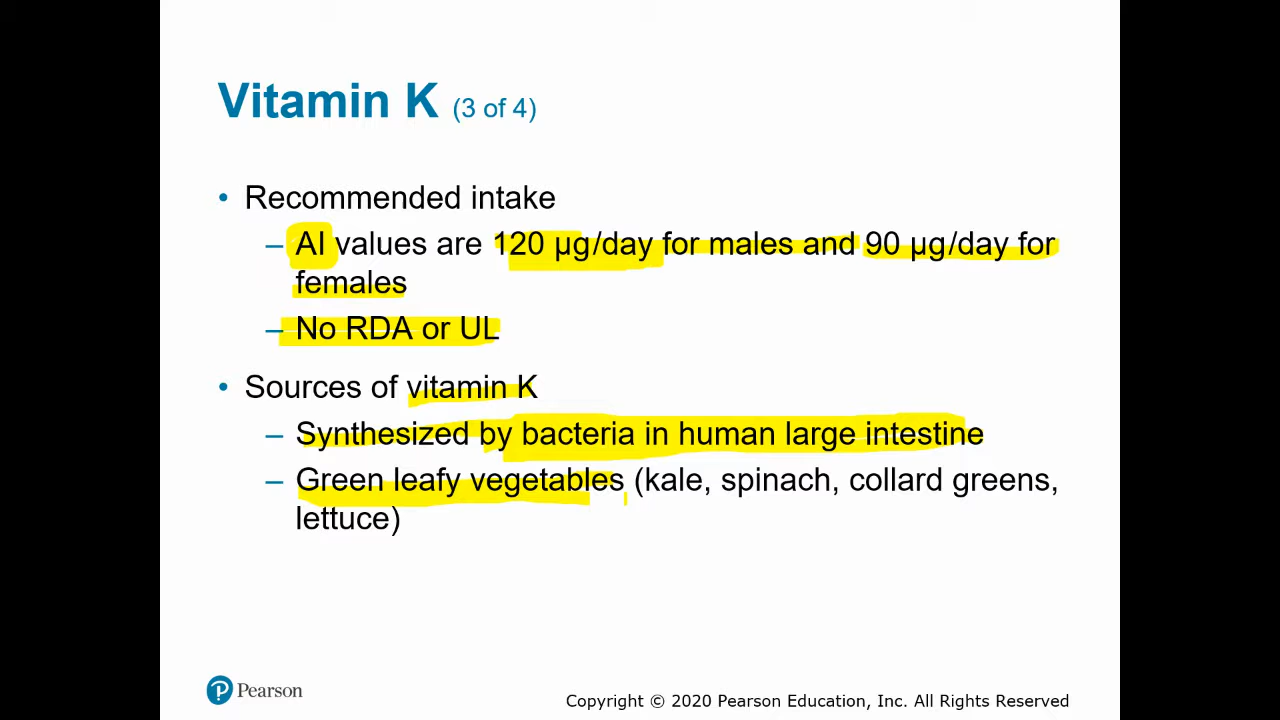 Vitamin K (3 of 4)
• Recommended intake
– AI values are 120 µg/day for males and 90 µg/day for
females
– No RDA or UL
• Sources of vitamin K
– Synthesized by bacteria in human large intestine
– Green leafy vegetables (kale, spinach, collard greens,
lettuce)
P Pearson
Copyright © 2020 Pearson Education, Inc. All Rights Reserved